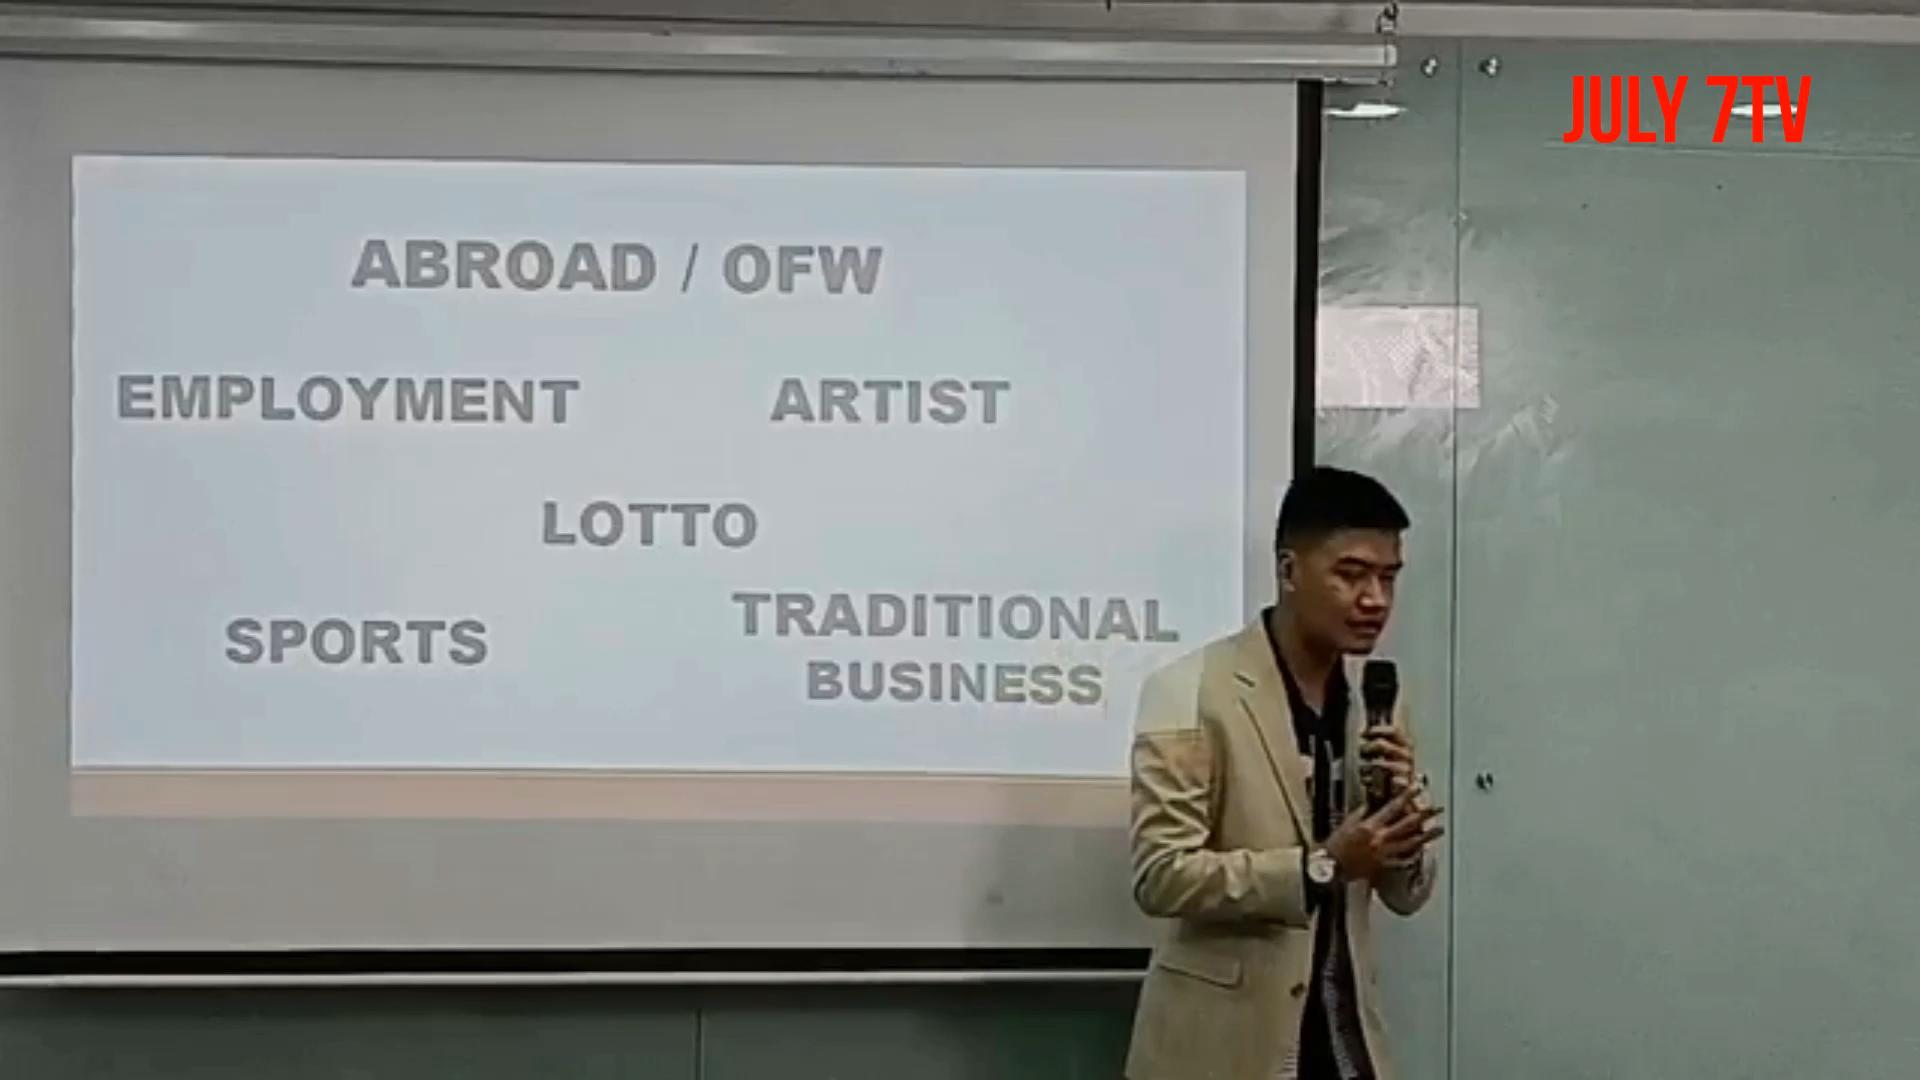 JULY 7TV
ABROAD / OFW
EMPLOYMENT
ARTIST
LOTTO
SPORTS
TRADITIONAL
BUSINESS